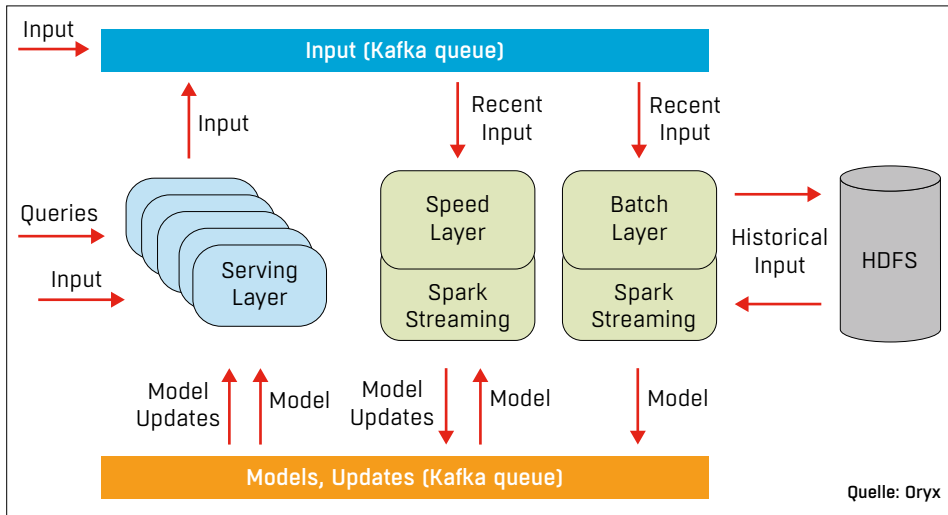 Input
Input (Kafka queue)
Input
Recent
Input
Recent
Input
Queries
Input
Serving
Layer
Speed
Layer
Spark
Streaming
Batch
Layer
Spark
Streaming
Historical
Input
HDFS
Model
Updates
Model
Model
Updates
Model
Model
Models, Updates (Kafka queue)
Quelle: Oryx